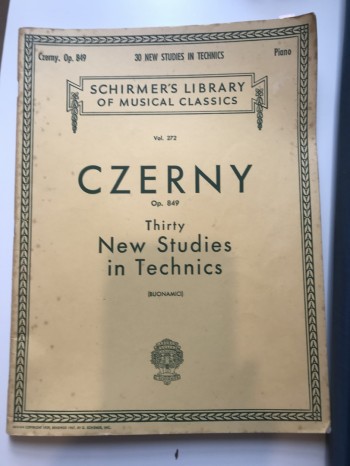 Czerny, Op. 849 30 NEW STUDIES IN TECHNICS Piano
SCHIRMER'S LIBRARY
OF MUSICAL CLASSICS
Vol. 272
CZERNY
Op. 849
Thirty
New Studies
in Technics
(BUONAMICI)